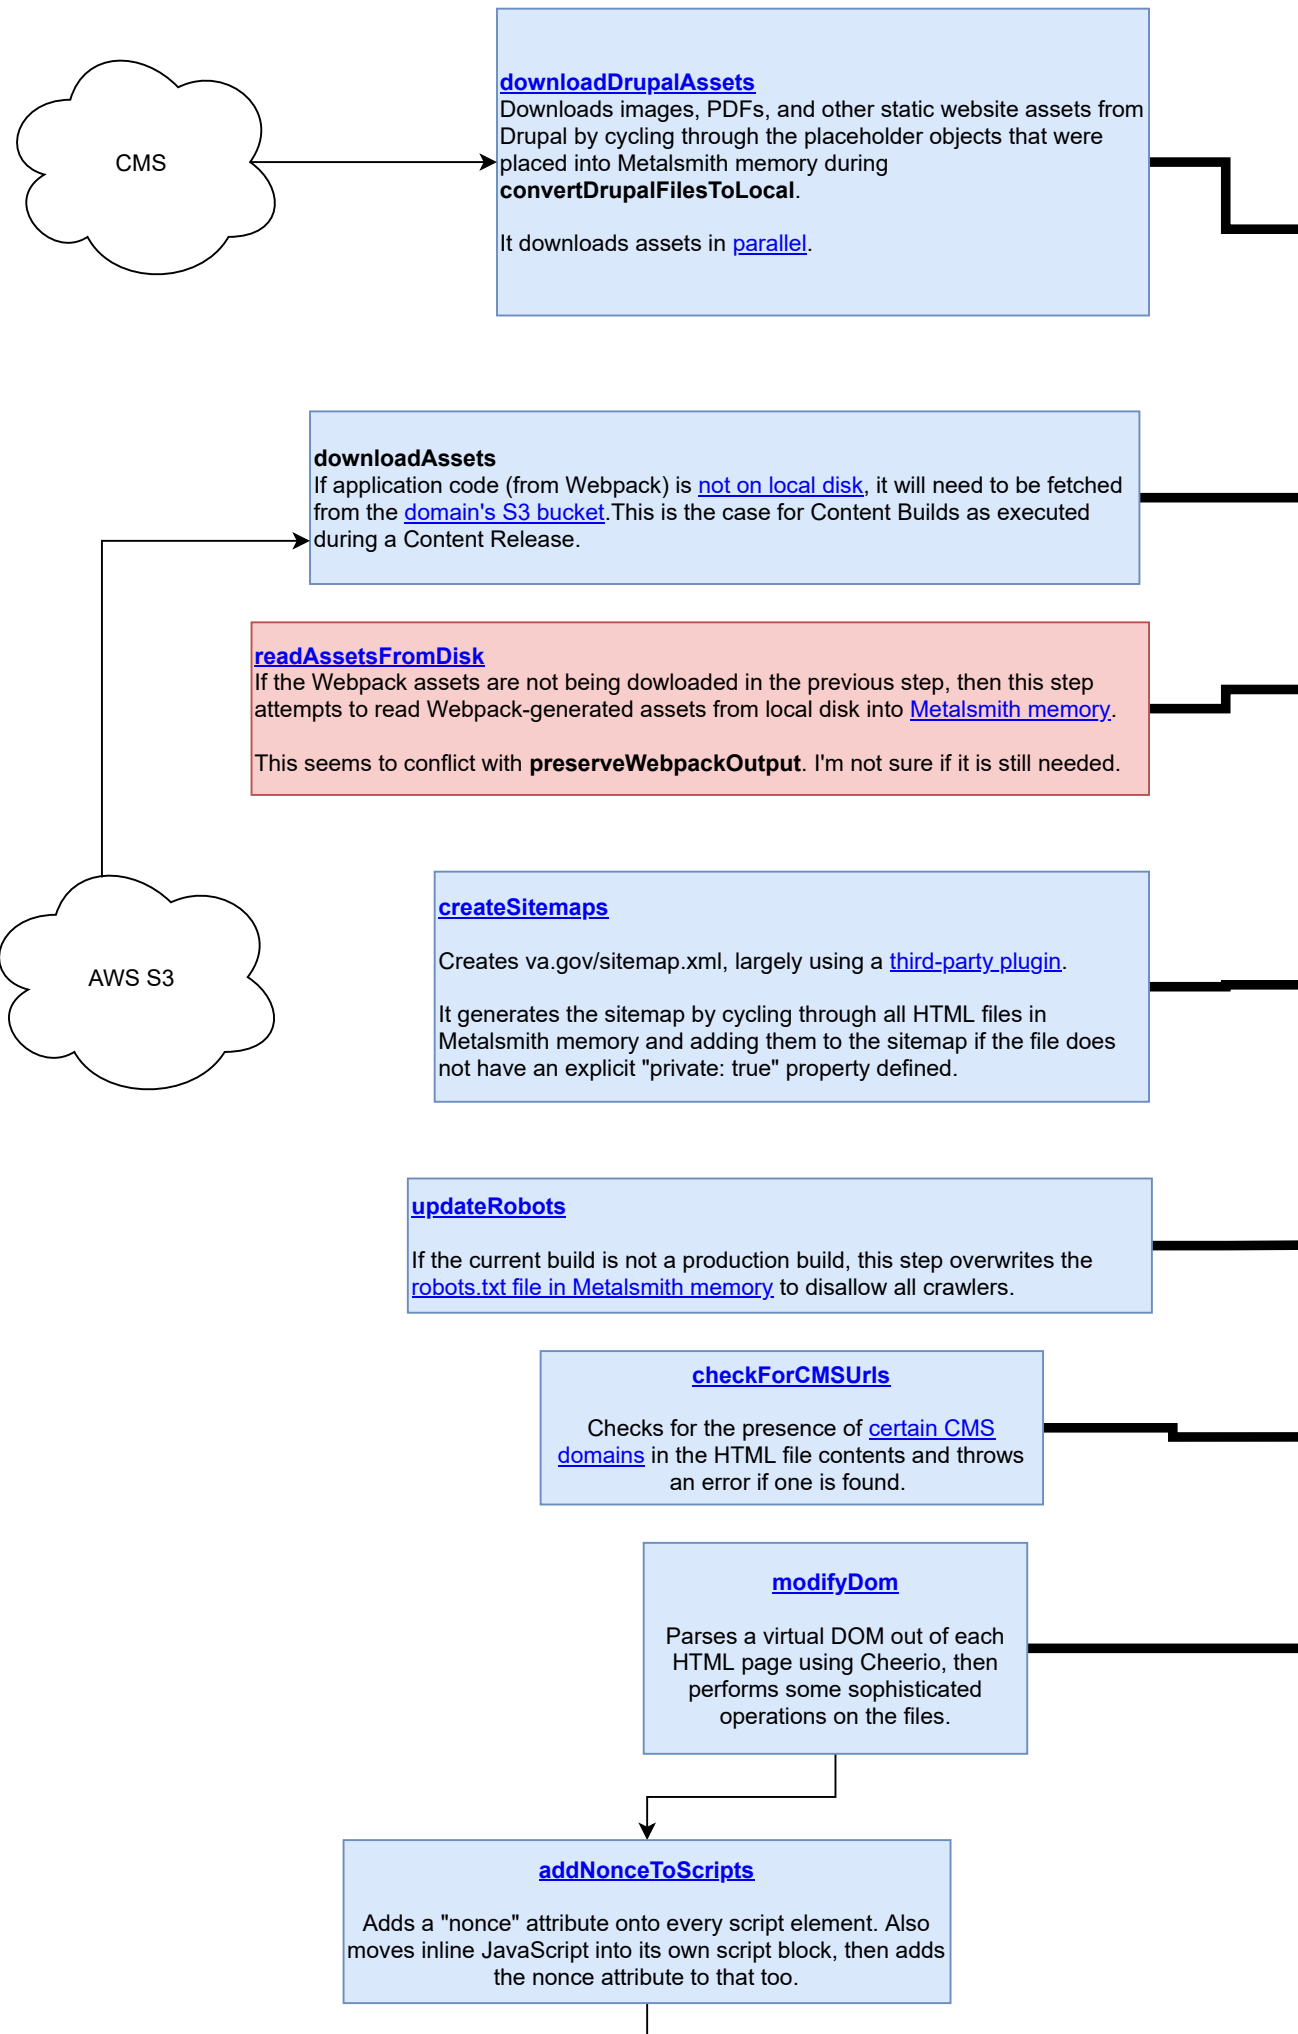 downloadDrupalAssets
Downloads images, PDFs, and other static website assets from
Drupal by cycling through the placeholder objects that were
placed into Metalsmith memory during
convertDrupalFilesToLocal.
It downloads assets in parallel.
CMS
downloadAssets
If application code (from Webpack) is not on local disk, it will need to be fetched
from the domain's S3 bucket.This is the case for Content Builds as executed
during a Content Release.
readAssetsFromDisk
If the Webpack assets are not being dowloaded in the previous step, then this step
attempts to read Webpack-generated assets from local disk into Metalsmith memory.
This seems to conflict with preserveWebpackOutput. I'm not sure if it is still needed.
AWS S3
createSitemaps
Creates va.gov/sitemap.xml, largely using a third-party plugin.
It generates the sitemap by cycling through all HTML files in
Metalsmith memory and adding them to the sitemap if the file does
not have an explicit "private: true" property defined.
updateRobots
If the current build is not a production build, this step overwrites the
robots.txt file in Metalsmith memory to disallow all crawlers.
checkForCMSUrls
Checks for the presence of certain CMS
domains in the HTML file contents and throws
an error if one is found.
modifyDom
Parses a virtual DOM out of each
HTML page using Cheerio, then
performs some sophisticated
operations on the files.
addNonceToScripts
Adds a "nonce" attribute onto every script element. Also
moves inline JavaScript into its own script block, then adds
the nonce attribute to that too.